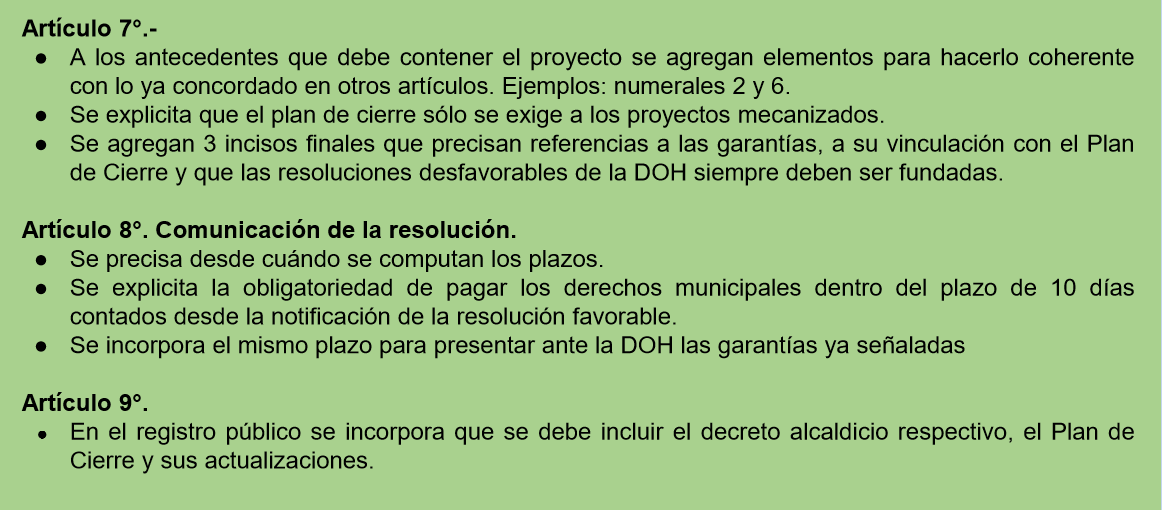 Artículo 7°.-
● A los antecedentes que debe contener el proyecto se agregan elementos para hacerlo coherente
con lo ya concordado en otros artículos. Ejemplos: numerales 2 y 6.
● Se explicita que el plan de cierre sólo se exige a los proyectos mecanizados.
● Se agregan 3 incisos finales que precisan referencias a las garantías, a su vinculación con el Plan
de Cierre y que las resoluciones desfavorables de la DOH siempre deben ser fundadas.
Artículo 8°. Comunicación de la resolución.
● Se precisa desde cuándo se computan los plazos.
● Se explicita la obligatoriedad de pagar los derechos municipales dentro del plazo de 10 días
contados desde la notificación de la resolución favorable.
● Se incorpora el mismo plazo para presentar ante la DOH las garantías ya señaladas
Artículo 9°.
● En el registro público se incorpora que se debe incluir el decreto alcaldicio respectivo, el Plan de
Cierre y sus actualizaciones.